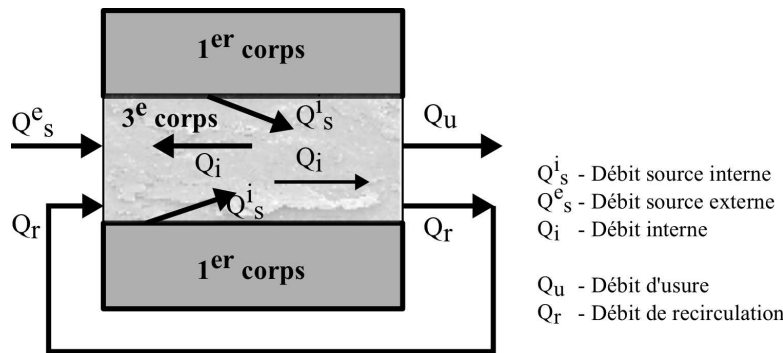 1er corps
Qes
3e corps
Qis
Qu
Qi
Qi
Qis
Qr
Qr
1er corps
Qis - Débit source interne
Qes - Débit source externe
Qi - Débit interne
Qu - Débit d'usure
Qr - Débit de recirculation